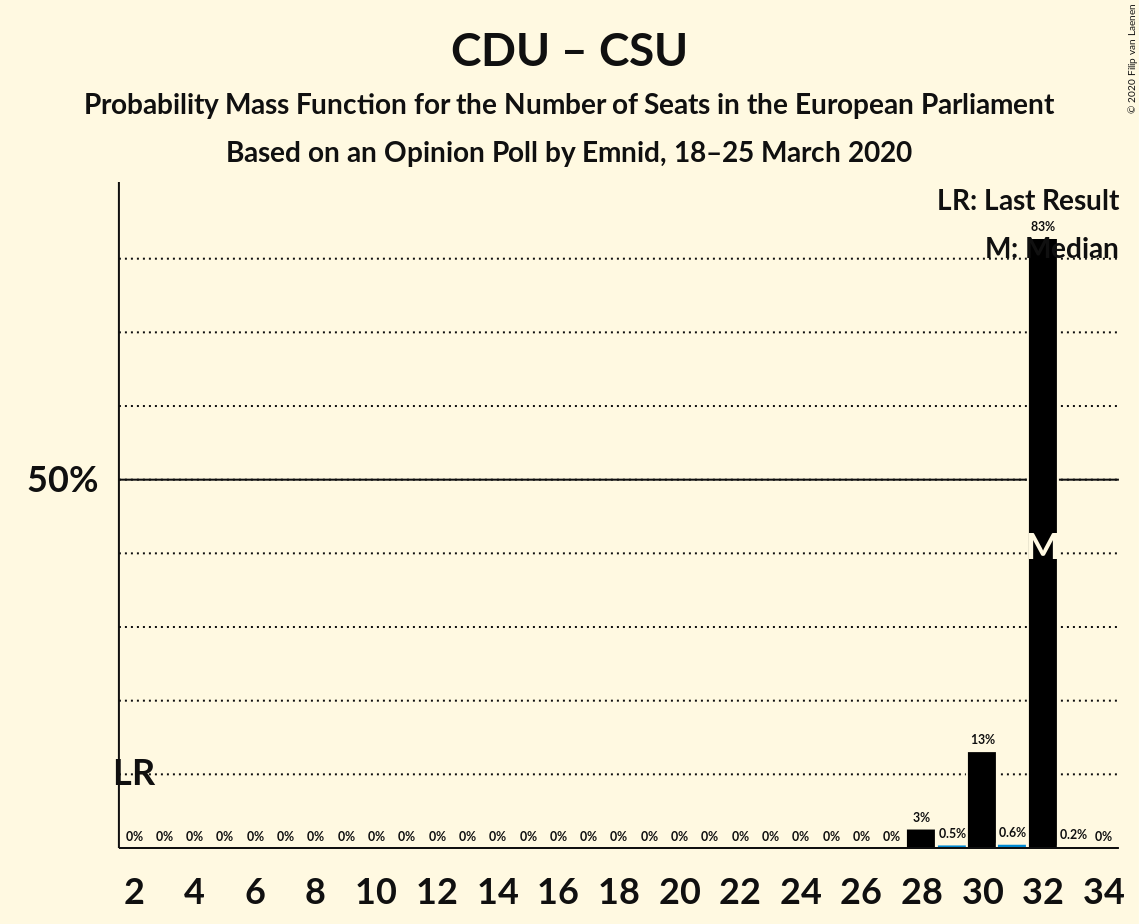 CDU – CSU
Probability Mass Function for the Number of Seats in the European Parliament
Based on an Opinion Poll by Emnid, 18–25 March 2020
© 2020 Filip van Laenen
LR: Last Result
83%
M: Median
50%
M
13%
LR
3%
0% 0% 0% 0% 0% 0% 0% 0% 0% 0% 0% 0% 0% 0% 0% 0% 0% 0% 0% 0% 0% 0% 0% 0% 0% 0% 0.5% 0.6% 0.2% 0%
2 4 6 8 10 12 14 16 18 20 22 24 26 28 30 32 34